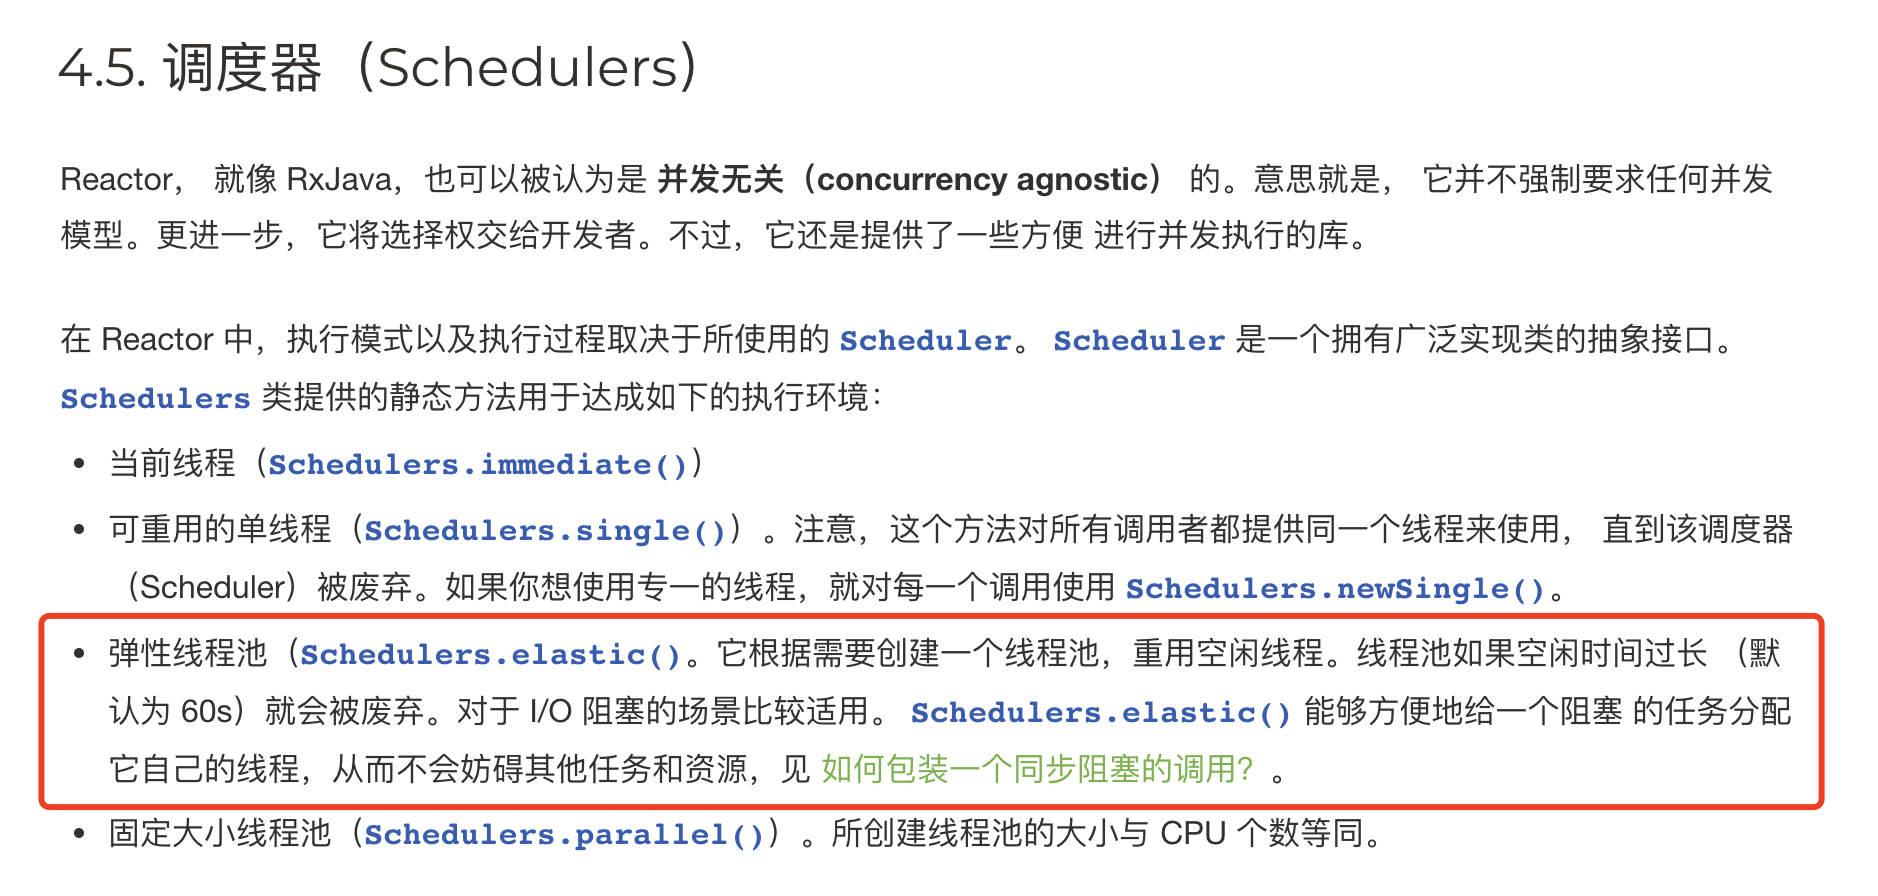 4.5. 调度器（Schedulers）
Reactor， 就像 RxJava，也可以被认为是 并发无关（concurrency agnostic） 的。意思就是， 它并不强制要求任何并发
模型。更进一步，它将选择权交给开发者。不过，它还是提供了一些方便 进行并发执行的库。
在 Reactor 中，执行模式以及执行过程取决于所使用的 Scheduler。 Scheduler 是一个拥有广泛实现类的抽象接口。
Schedulers 类提供的静态方法用于达成如下的执行环境：
• 当前线程（Schedulers.immediate()）
• 可重用的单线程（Schedulers.single()）。注意，这个方法对所有调用者都提供同一个线程来使用， 直到该调度器
（Scheduler）被废弃。如果你想使用专一的线程，就对每一个调用使用 Schedulers.newSingle()。
• 弹性线程池（Schedulers.elastic()。它根据需要创建一个线程池，重用空闲线程。线程池如果空闲时间过长 （默
认为 60s）就会被废弃。对于 I/O 阻塞的场景比较适用。 Schedulers.elastic() 能够方便地给一个阻塞 的任务分配
它自己的线程，从而不会妨碍其他任务和资源，见 如何包装一个同步阻塞的调用？。
• 固定大小线程池（Schedulers.parallel()）。所创建线程池的大小与 CPU 个数等同。